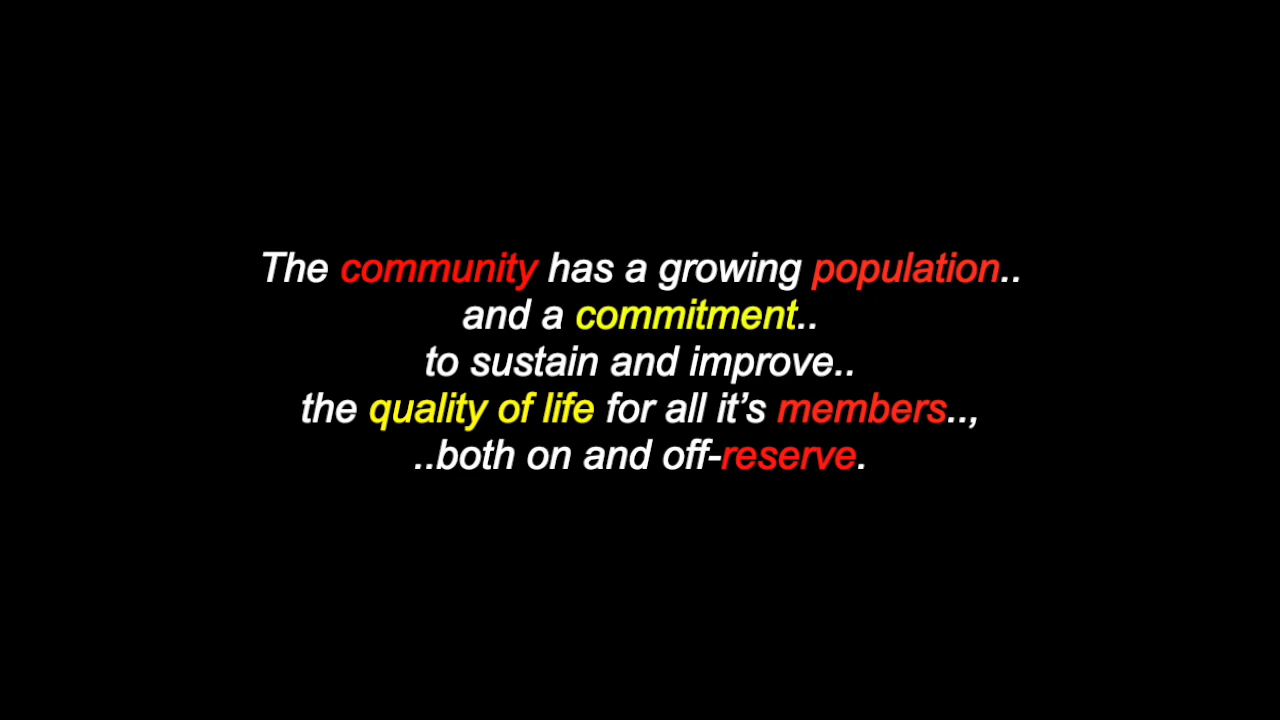 The community has a growing population..
and a commitment..
to sustain and improve..
the quality of life for all it’s members..,
..both on and off-reserve.